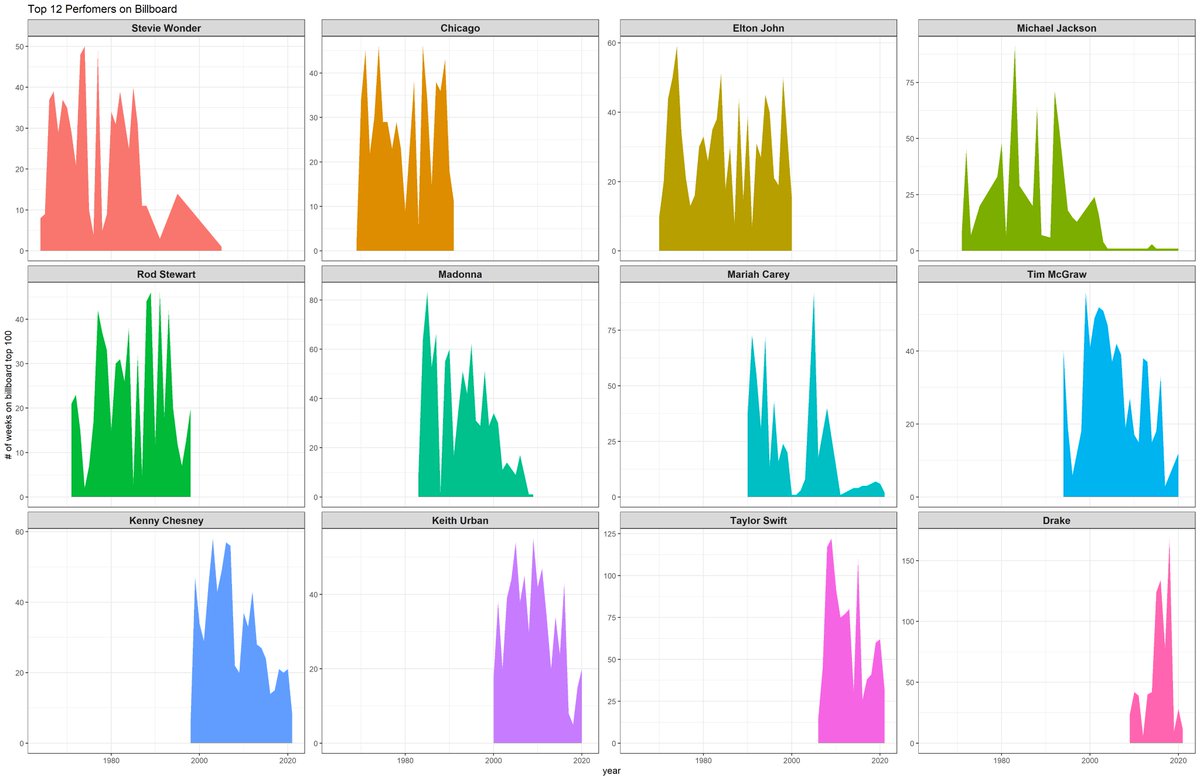 Top 12 Perfomers on Billboard
Stevie Wonder
Chicago
Elton John
Michael Jackson
50
40
30
20
10
0
40
30
20
10
0
60
40
20
0
75
50
25
0
Rod Stewart
Madonna
Mariah Carey
Tim McGraw
40
30
20
10
0
80
60
40
20
0
75
50
25
0
40
20
0
# of weeks on billboard top 100
Kenny Chesney
Keith Urban
Taylor Swift
Drake
60
40
20
0
40
20
0
125
100
75
50
25
0
150
100
50
0
1980 2000 2020
1980 2000 2020
1980 2000 2020
1980 2000 2020
year